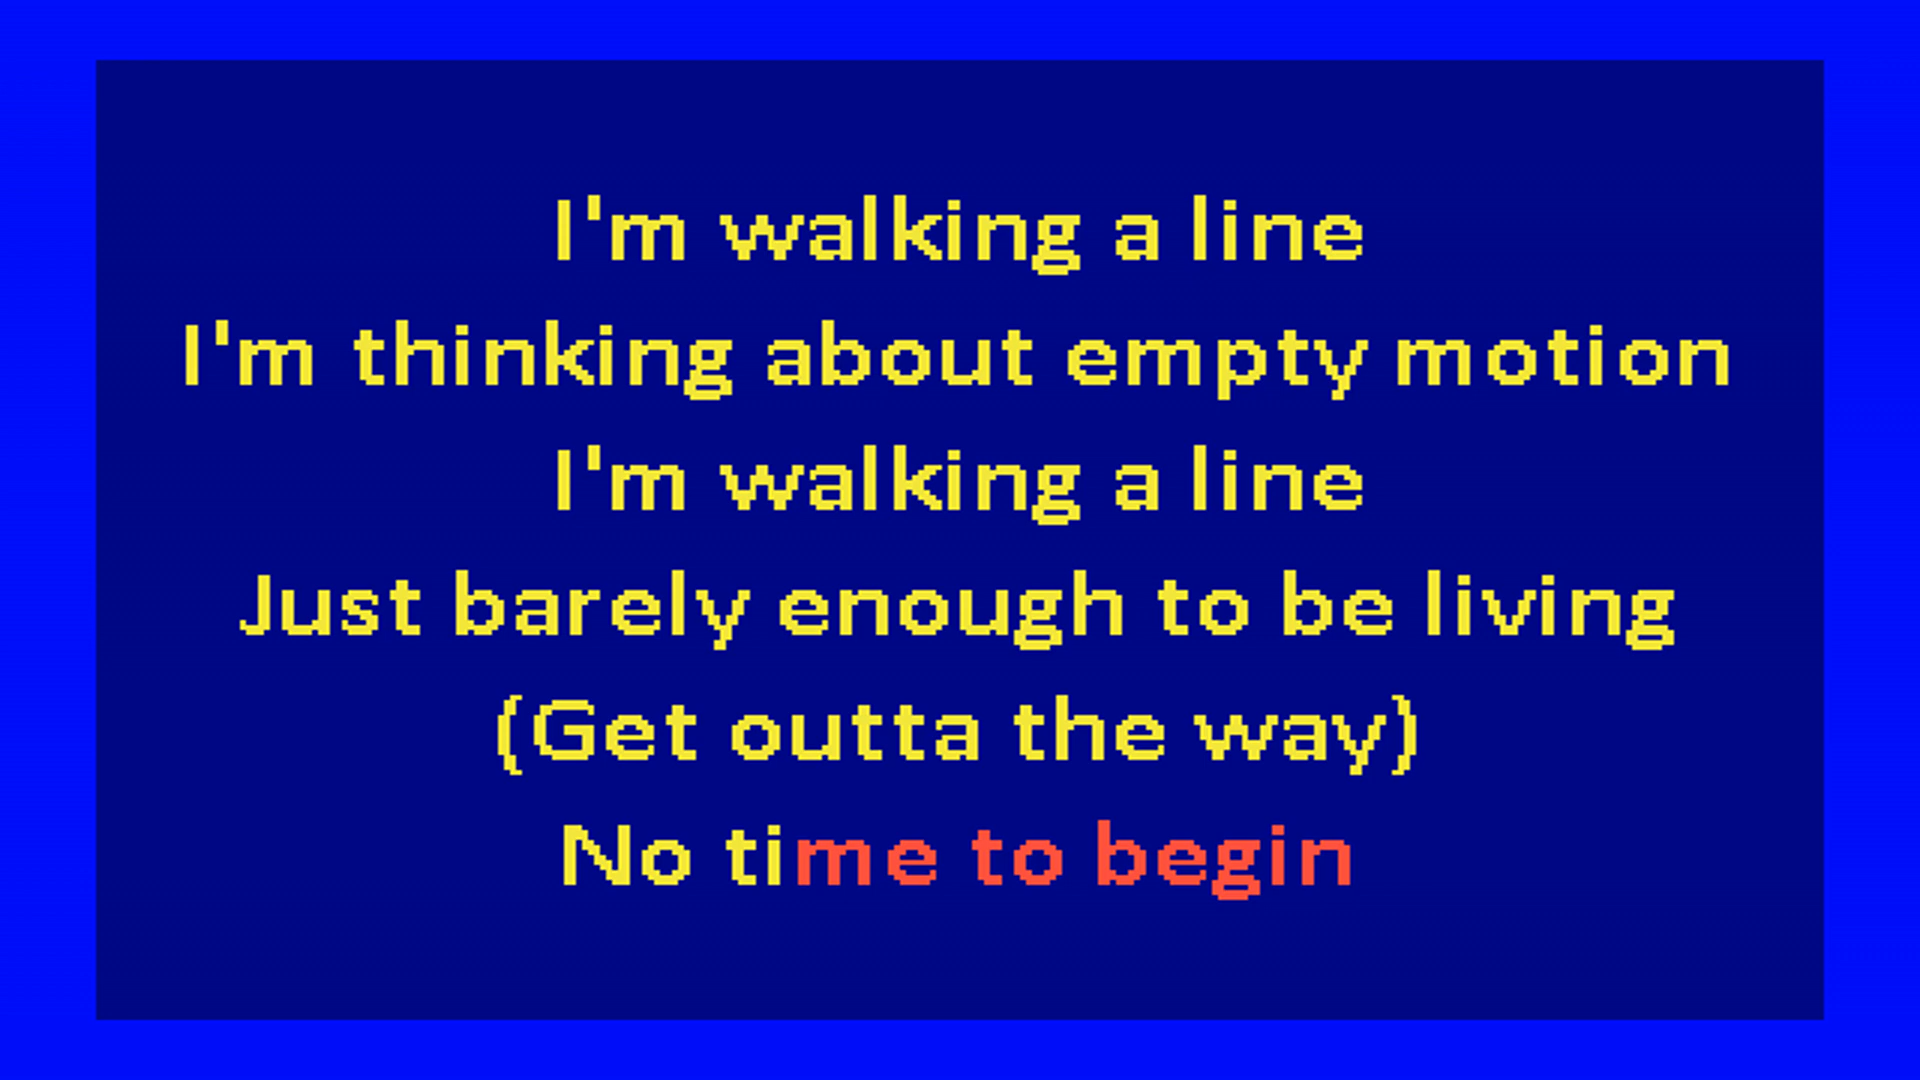 I'm walking a line
I'm thinking about empty motion
I'm walking a line
Just barely enough to be living
(Get outta the way)
No time to begin